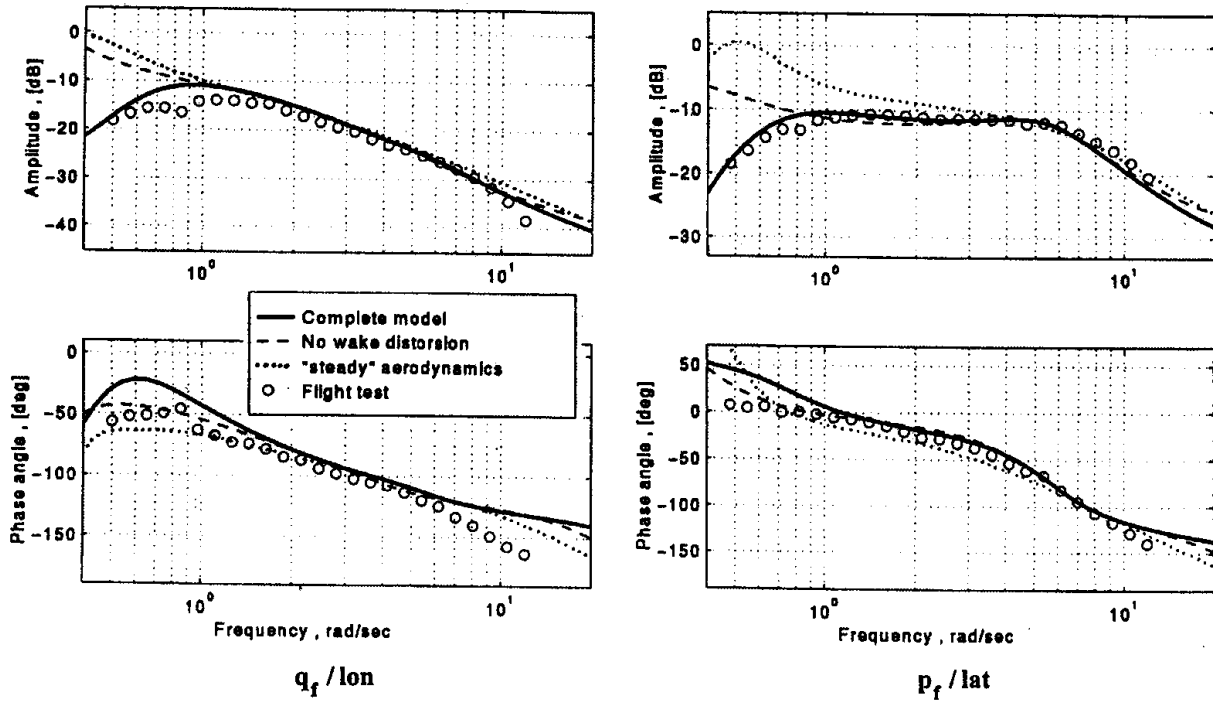 0
-10
-20
-30
-40
Amplitude , [dB]
10⁰
10¹
0
-10
-20
-30
Amplitude , [dB]
10⁰
10¹
Complete model
No wake distorsion
"steady" aerodynamics
Flight test
0
-50
-100
-150
Phase angle , [deg]
10⁰
10¹
Frequency , rad/sec
q_f / lon
50
0
-50
-100
-150
Phase angle , [deg]
10⁰
10¹
Frequency , rad/sec
p_f / lat